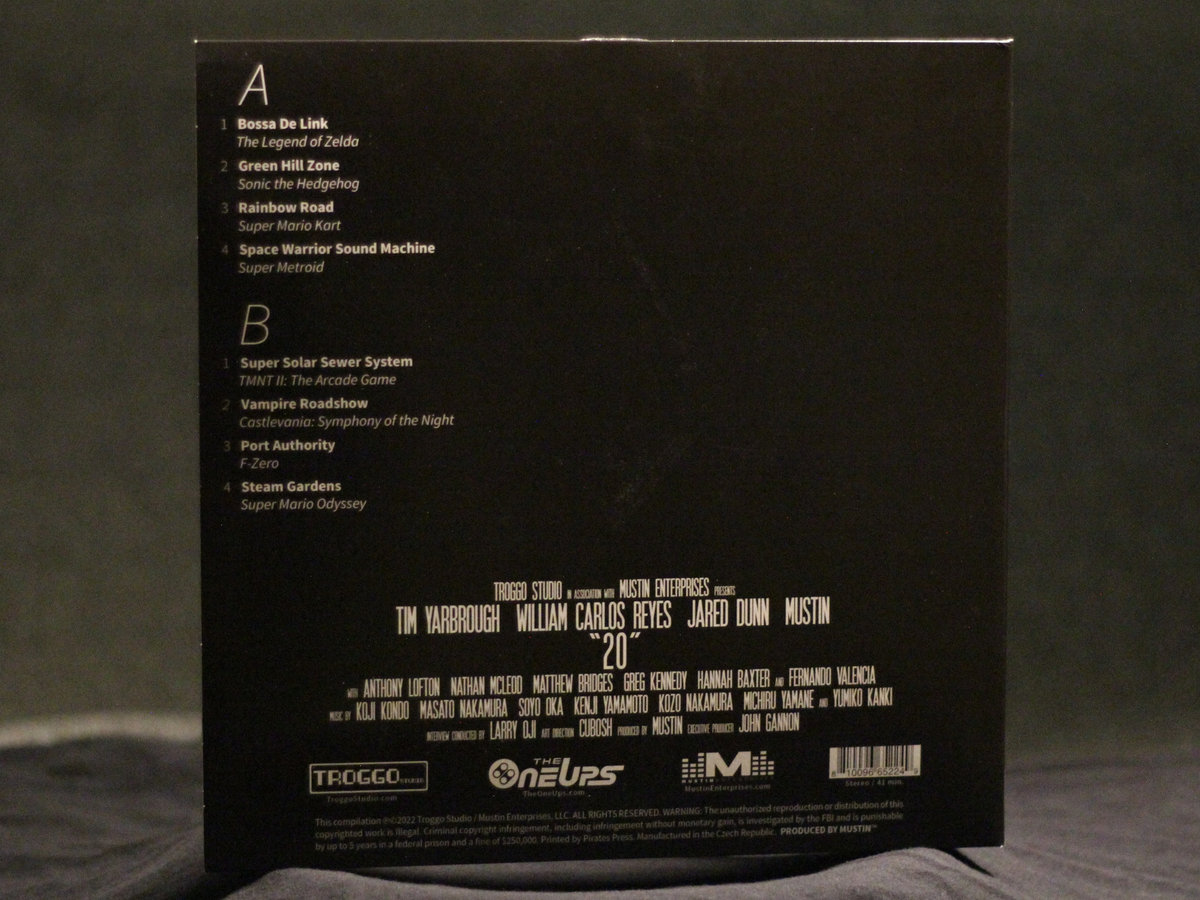 A
1 Bossa De Link
The Legend of Zelda
2 Green Hill Zone
Sonic the Hedgehog
3 Rainbow Road
Super Mario Kart
4 Space Warrior Sound Machine
Super Metroid
B
1 Super Solar Sewer System
TMNT II: The Arcade Game
2 Vampire Roadshow
Castlevania: Symphony of the Night
3 Port Authority
F-Zero
4 Steam Gardens
Super Mario Odyssey
TROGGO STUDIO IN ASSOCIATION WITH MUSTIN ENTERPRISES PRESENTS
TIM YARBROUGH WILLIAM CARLOS REYES JARED DUNN MUSTIN
"20"
WITH ANTHONY LOFTON NATHAN MCLEOD MATTHEW BRIDGES GREG KENNEDY HANNAH BAXTER AND FERNANDO VALENCIA
MUSIC BY KOJI KONDO MASATO NAKAMURA SOYO OKA KENJI YAMAMOTO KOZO NAKAMURA MICHIRU YAMANE AND YUMIKO KANKI
INTERVIEW CONDUCTED BY LARRY OJI ART DIRECTION CUBOSH PRODUCED BY MUSTIN EXECUTIVE PRODUCER JOHN GANNON
TROGGO STUDIO
TroggoStudio.com
THE ONEUPS
TheOneUps.com
M
MUSTIN
MustinEnterprises.com
8 10096 65224 9
Stereo / 41 min.
This compilation ℗©2022 Troggo Studio / Mustin Enterprises, LLC. ALL RIGHTS RESERVED. WARNING: The unauthorized reproduction or distribution of this
copyrighted work is illegal. Criminal copyright infringement, including infringement without monetary gain, is investigated by the FBI and is punishable
by up to 5 years in a federal prison and a fine of $250,000. Printed by Pirates Press. Manufactured in the Czech Republic. PRODUCED BY MUSTIN™